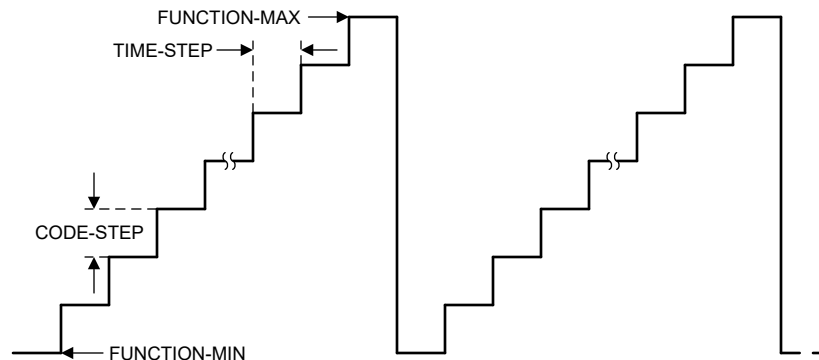 FUNCTION-MAX
TIME-STEP
CODE-STEP
FUNCTION-MIN